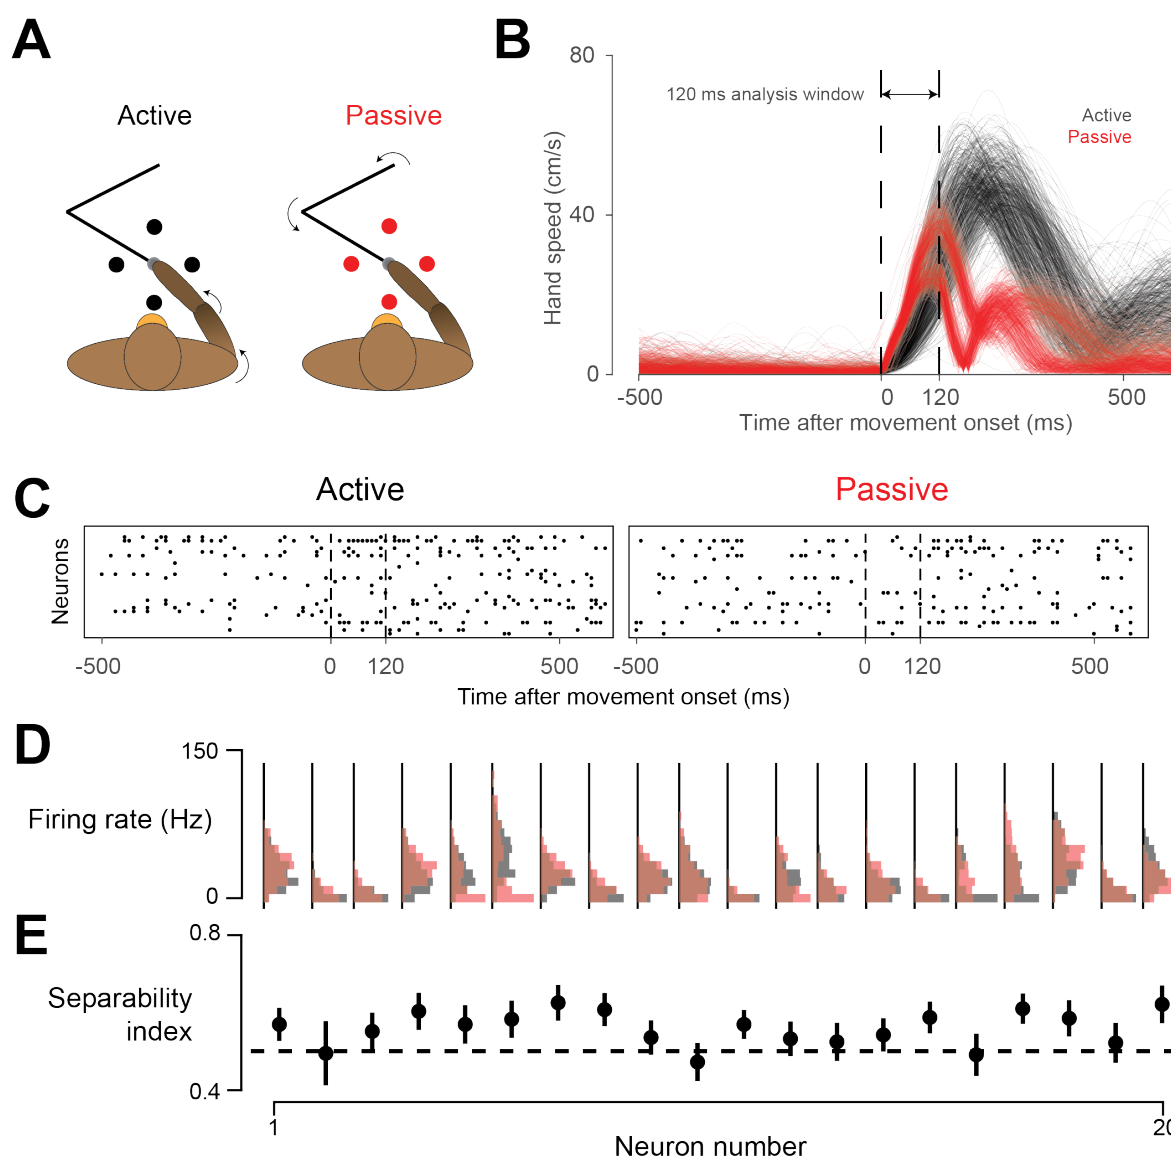 A
Active
Passive
B
80
40
0
Hand speed (cm/s)
120 ms analysis window
Active
Passive
-500
0
120
500
Time after movement onset (ms)
C
Active
Passive
Neurons
-500
0
120
500
-500
0
120
500
Time after movement onset (ms)
D
150
Firing rate (Hz)
0
E
0.8
Separability
index
0.4
1
20
Neuron number